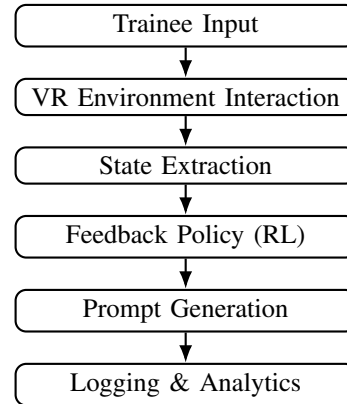 Trainee Input
VR Environment Interaction
State Extraction
Feedback Policy (RL)
Prompt Generation
Logging & Analytics